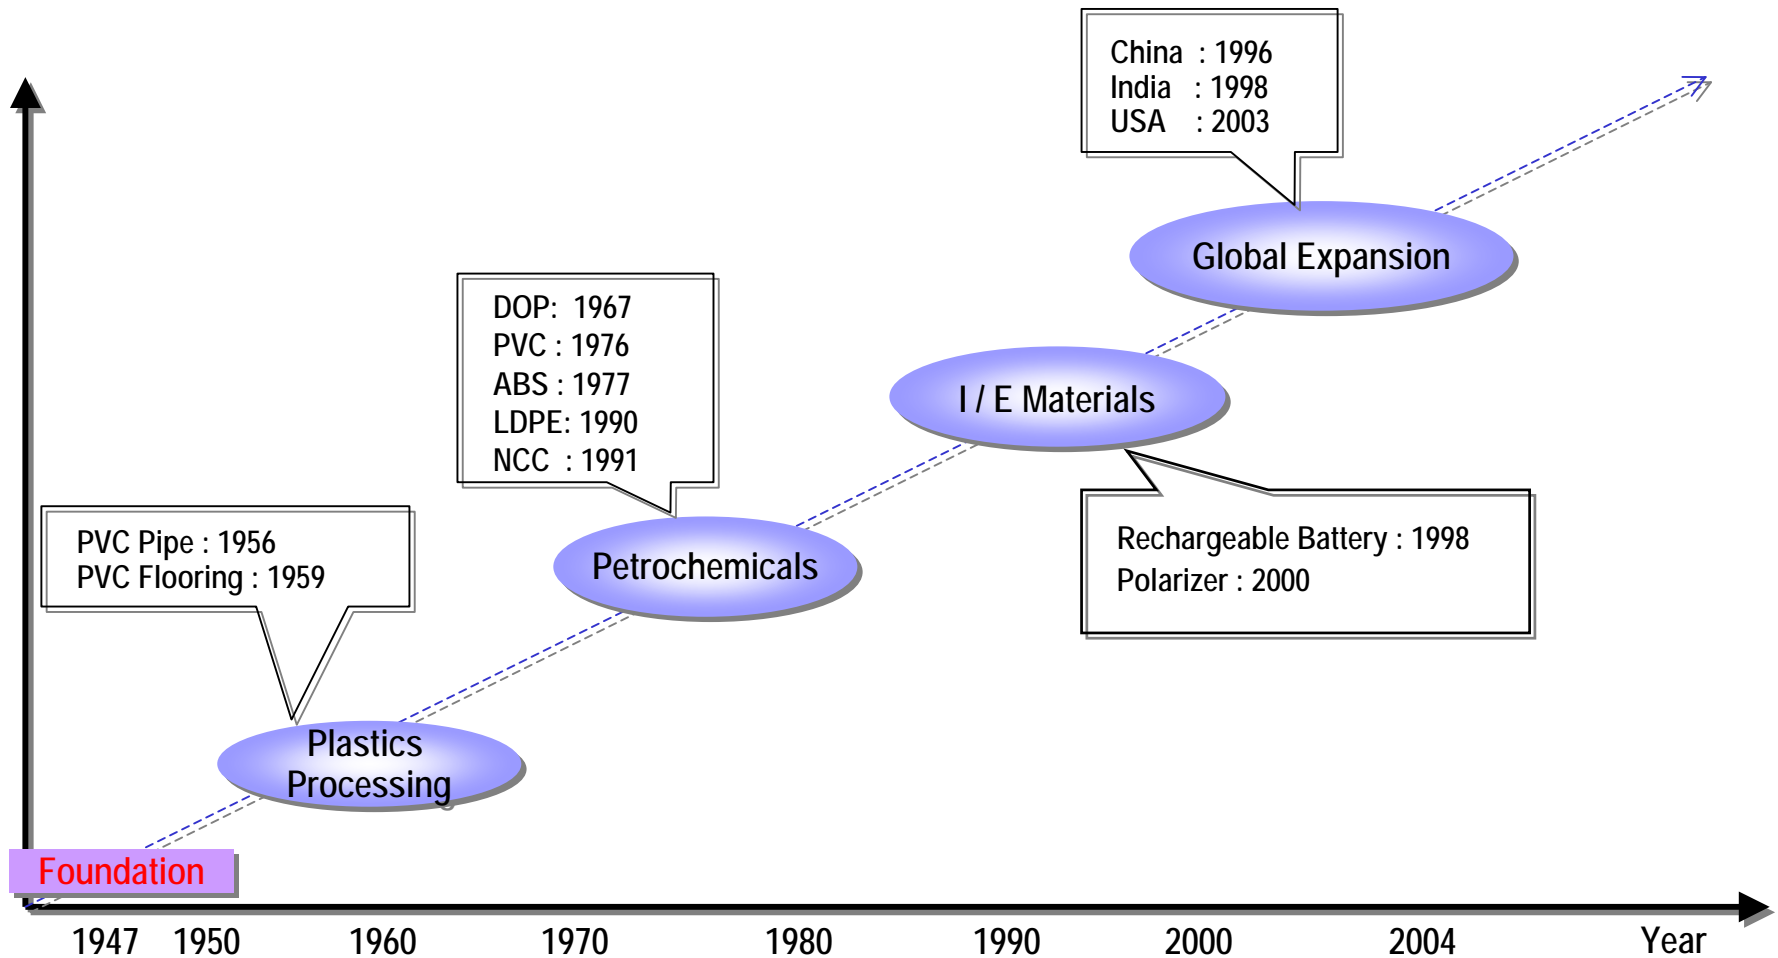 China : 1996
India : 1998
USA : 2003
Global Expansion
DOP: 1967
PVC : 1976
ABS : 1977
LDPE: 1990
NCC : 1991
I / E Materials
Rechargeable Battery : 1998
Polarizer : 2000
PVC Pipe : 1956
PVC Flooring : 1959
Petrochemicals
Plastics
Processing
Foundation
1947 1950 1960 1970 1980 1990 2000 2004 Year